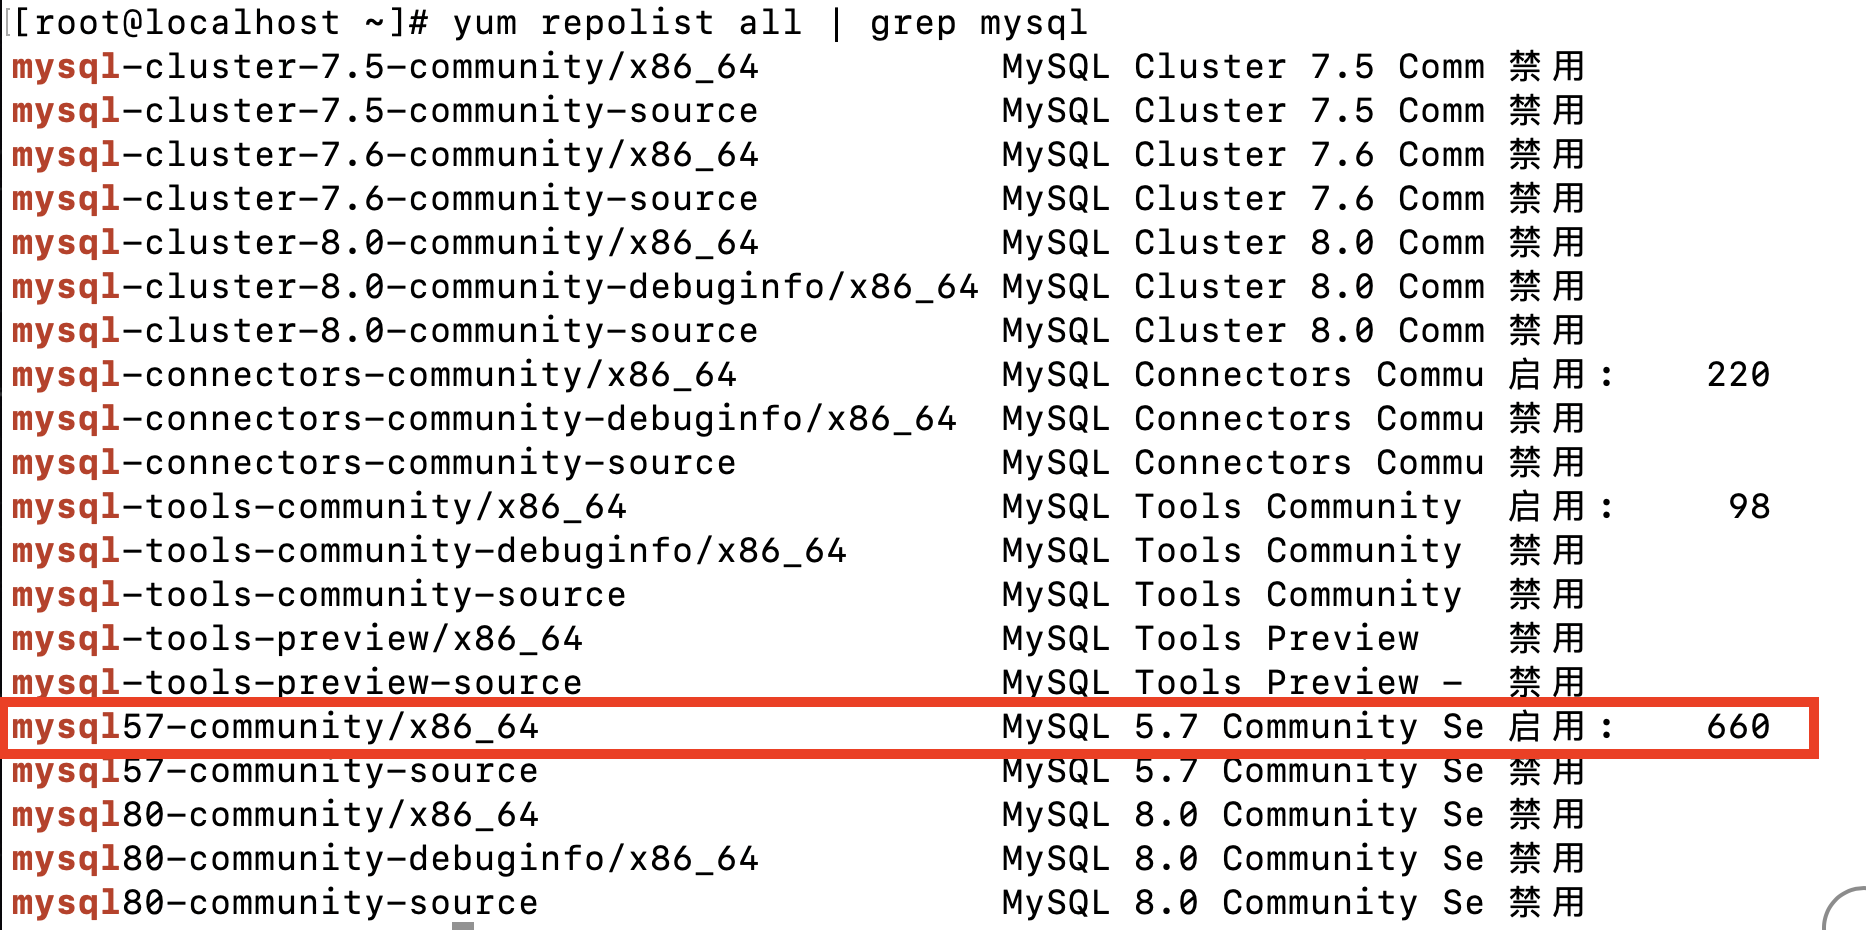 [root@localhost ~]# yum repolist all | grep mysql
mysql-cluster-7.5-community/x86_64 MySQL Cluster 7.5 Comm 禁用
mysql-cluster-7.5-community-source MySQL Cluster 7.5 Comm 禁用
mysql-cluster-7.6-community/x86_64 MySQL Cluster 7.6 Comm 禁用
mysql-cluster-7.6-community-source MySQL Cluster 7.6 Comm 禁用
mysql-cluster-8.0-community/x86_64 MySQL Cluster 8.0 Comm 禁用
mysql-cluster-8.0-community-debuginfo/x86_64 MySQL Cluster 8.0 Comm 禁用
mysql-cluster-8.0-community-source MySQL Cluster 8.0 Comm 禁用
mysql-connectors-community/x86_64 MySQL Connectors Commu 启用: 220
mysql-connectors-community-debuginfo/x86_64 MySQL Connectors Commu 禁用
mysql-connectors-community-source MySQL Connectors Commu 禁用
mysql-tools-community/x86_64 MySQL Tools Community 启用: 98
mysql-tools-community-debuginfo/x86_64 MySQL Tools Community 禁用
mysql-tools-community-source MySQL Tools Community 禁用
mysql-tools-preview/x86_64 MySQL Tools Preview 禁用
mysql-tools-preview-source MySQL Tools Preview - 禁用
mysql57-community/x86_64 MySQL 5.7 Community Se 启用: 660
mysql57-community-source MySQL 5.7 Community Se 禁用
mysql80-community/x86_64 MySQL 8.0 Community Se 禁用
mysql80-community-debuginfo/x86_64 MySQL 8.0 Community Se 禁用
mysql80-community-source MySQL 8.0 Community Se 禁用